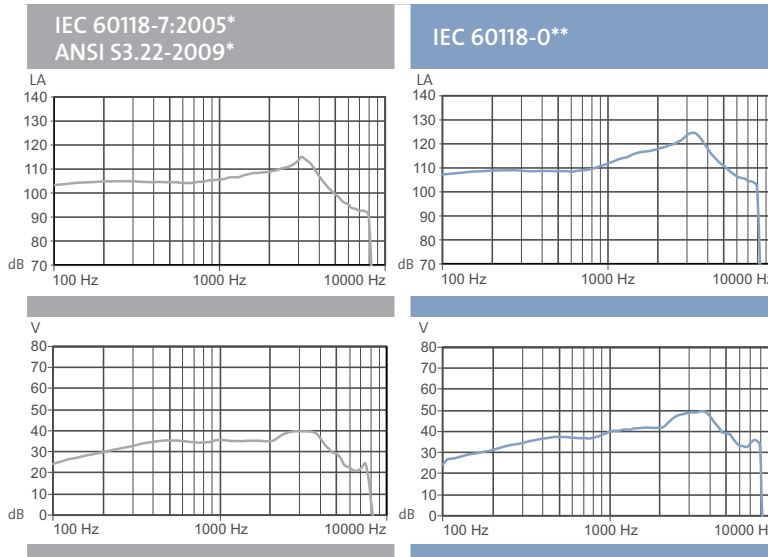 IEC 60118-7:2005*
ANSI S3.22-2009*
IEC 60118-0**
LA
140
130
120
110
100
90
80
dB 70
100 Hz 1000 Hz 10000 Hz
LA
140
130
120
110
100
90
80
dB 70
100 Hz 1000 Hz 10000 Hz
V
80
70
60
50
40
30
20
10
dB 0
100 Hz 1000 Hz 10000 Hz
V
80
70
60
50
40
30
20
10
dB 0
100 Hz 1000 Hz 10000 H